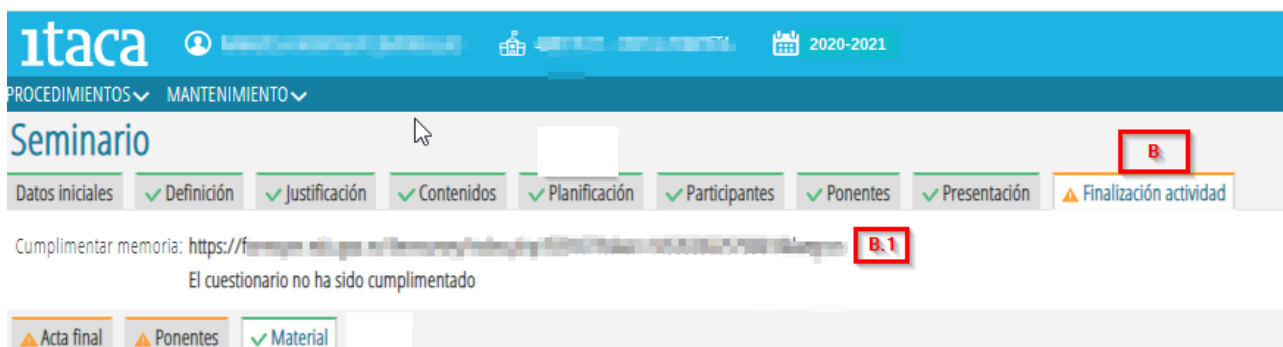 ıtaca 2020-2021
PROCEDIMIENTOS MANTENIMIENTO
Seminario
B
Datos iniciales Definición Justificación Contenidos Planificación Participantes Ponentes Presentación Finalización actividad
Cumplimentar memoria: https://f B.1
El cuestionario no ha sido cumplimentado
Acta final Ponentes Material